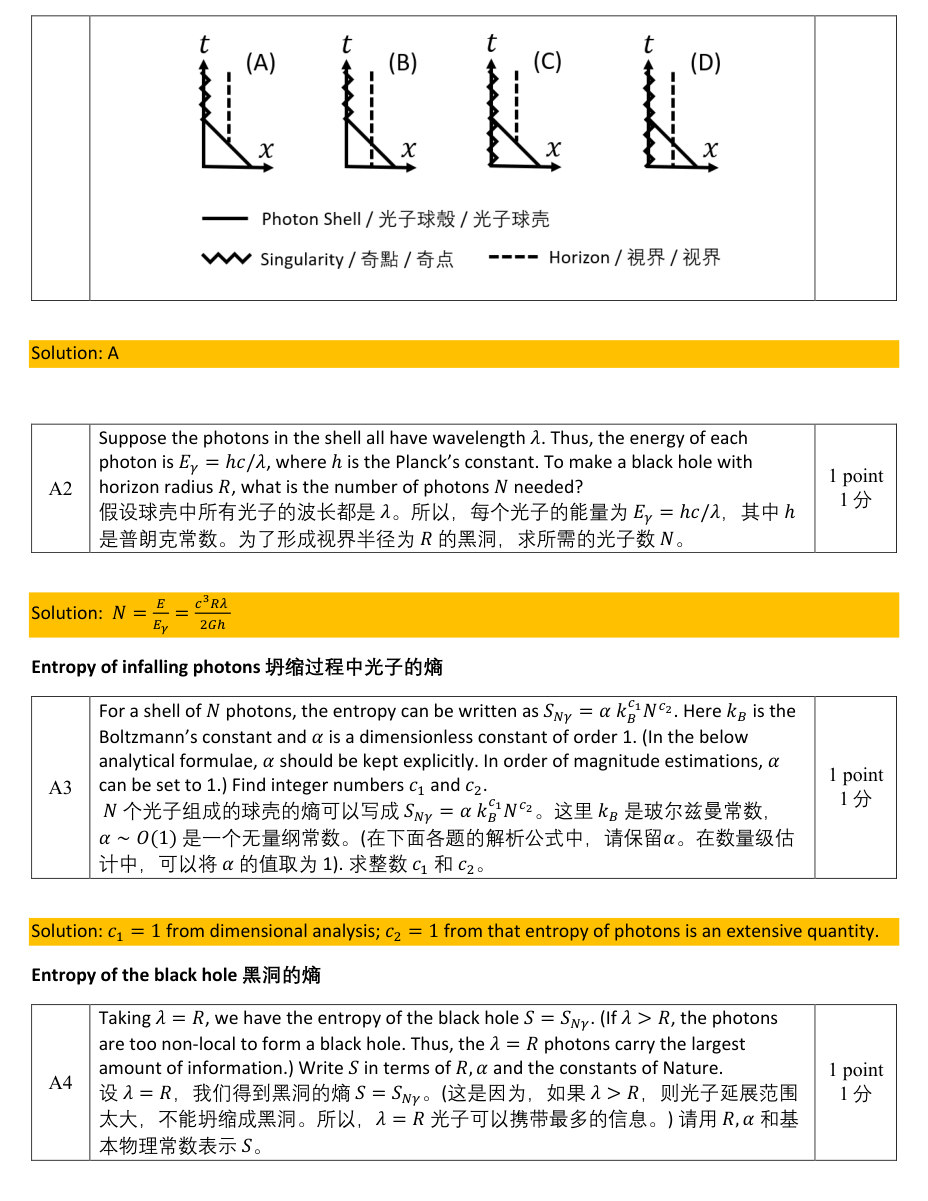 t (A) t (B) t (C) t (D)
x x x x
Photon Shell / 光子球殼 / 光子球壳
Singularity / 奇點 / 奇点 Horizon / 視界 / 视界
Solution: A
A2
Suppose the photons in the shell all have wavelength λ. Thus, the energy of each
photon is E_γ = hc/λ, where h is the Planck’s constant. To make a black hole with
horizon radius R, what is the number of photons N needed?
假设球壳中所有光子的波长都是 λ。所以，每个光子的能量为 E_γ = hc/λ，其中 h
是普朗克常数。为了形成视界半径为 R 的黑洞，求所需的光子数 N。
1 point
1 分
Solution: N = E/E_γ = c³Rλ/2Gh
Entropy of infalling photons 坍缩过程中光子的熵
A3
For a shell of N photons, the entropy can be written as S_{Nγ} = α k_B^{c₁} N^{c₂}. Here k_B is the
Boltzmann’s constant and α is a dimensionless constant of order 1. (In the below
analytical formulae, α should be kept explicitly. In order of magnitude estimations, α
can be set to 1.) Find integer numbers c₁ and c₂.
N 个光子组成的球壳的熵可以写成 S_{Nγ} = α k_B^{c₁} N^{c₂}。这里 k_B 是玻尔兹曼常数，
α ~ O(1) 是一个无量纲常数。(在下面各题的解析公式中，请保留α。在数量级估
计中，可以将 α 的值取为 1). 求整数 c₁ 和 c₂。
1 point
1 分
Solution: c₁ = 1 from dimensional analysis; c₂ = 1 from that entropy of photons is an extensive quantity.
Entropy of the black hole 黑洞的熵
A4
Taking λ = R, we have the entropy of the black hole S = S_{Nγ}. (If λ > R, the photons
are too non-local to form a black hole. Thus, the λ = R photons carry the largest
amount of information.) Write S in terms of R, α and the constants of Nature.
设 λ = R，我们得到黑洞的熵 S = S_{Nγ}。(这是因为，如果 λ > R，则光子延展范围
太大，不能坍缩成黑洞。所以，λ = R 光子可以携带最多的信息。) 请用 R, α 和基
本物理常数表示 S。
1 point
1 分